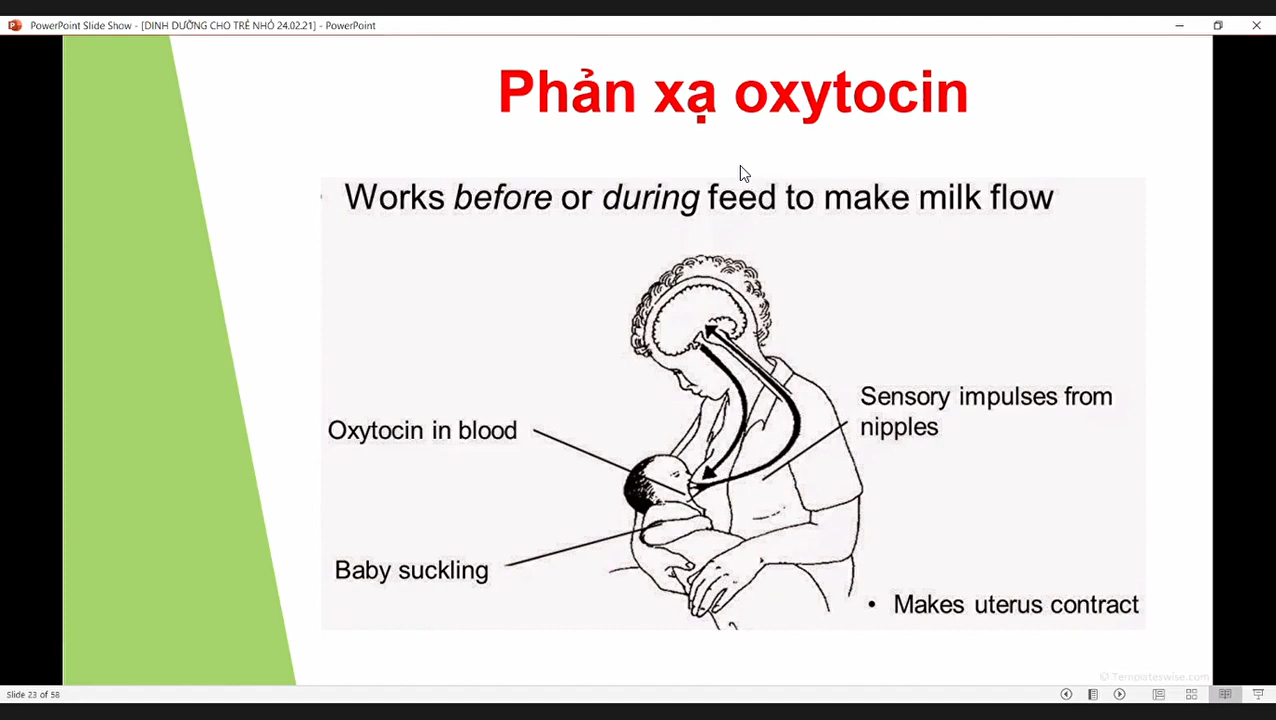 PowerPoint Slide Show - [DINH DƯỠNG CHO TRẺ NHỎ 24.02.21] - PowerPoint
Phản xạ oxytocin
Works before or during feed to make milk flow
Sensory impulses from
nipples
Oxytocin in blood
Baby suckling
• Makes uterus contract
© Templateswise.com
Slide 23 of 58